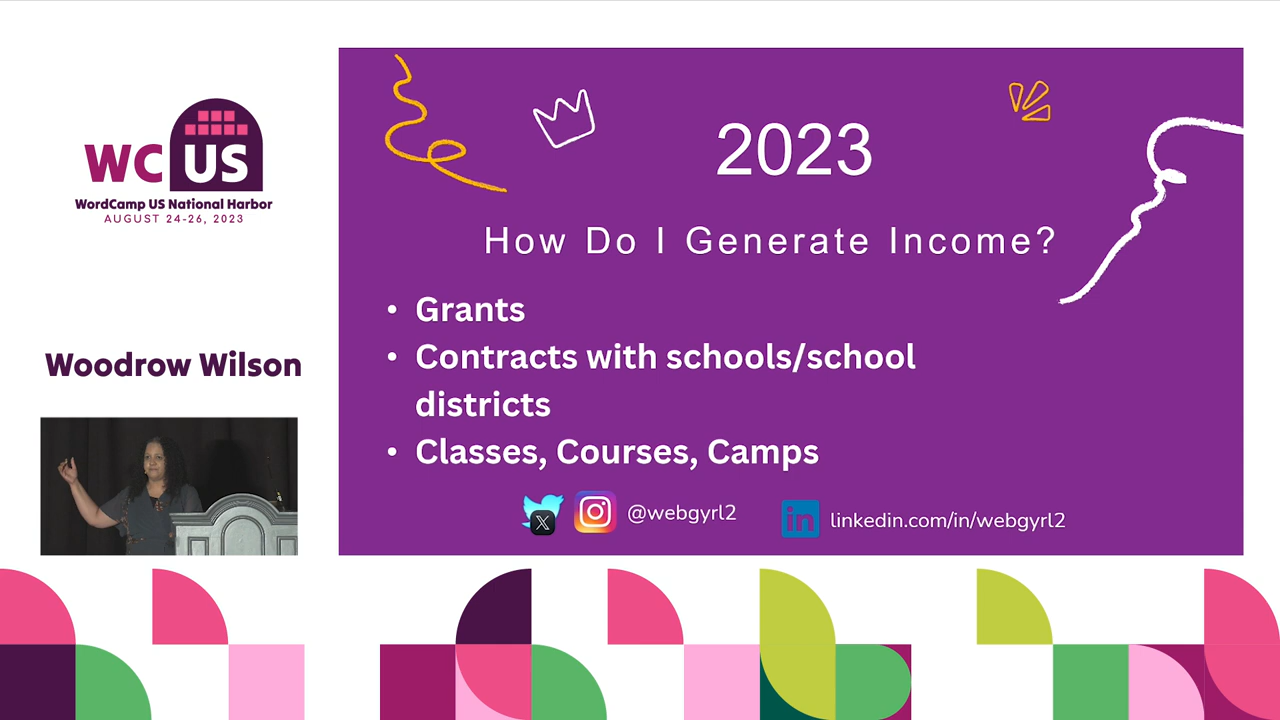 WC US
WordCamp US National Harbor
AUGUST 24-26, 2023
Woodrow Wilson
2023
How Do I Generate Income?
• Grants
• Contracts with schools/school
districts
• Classes, Courses, Camps
X
@webgyrl2
in
linkedin.com/in/webgyrl2